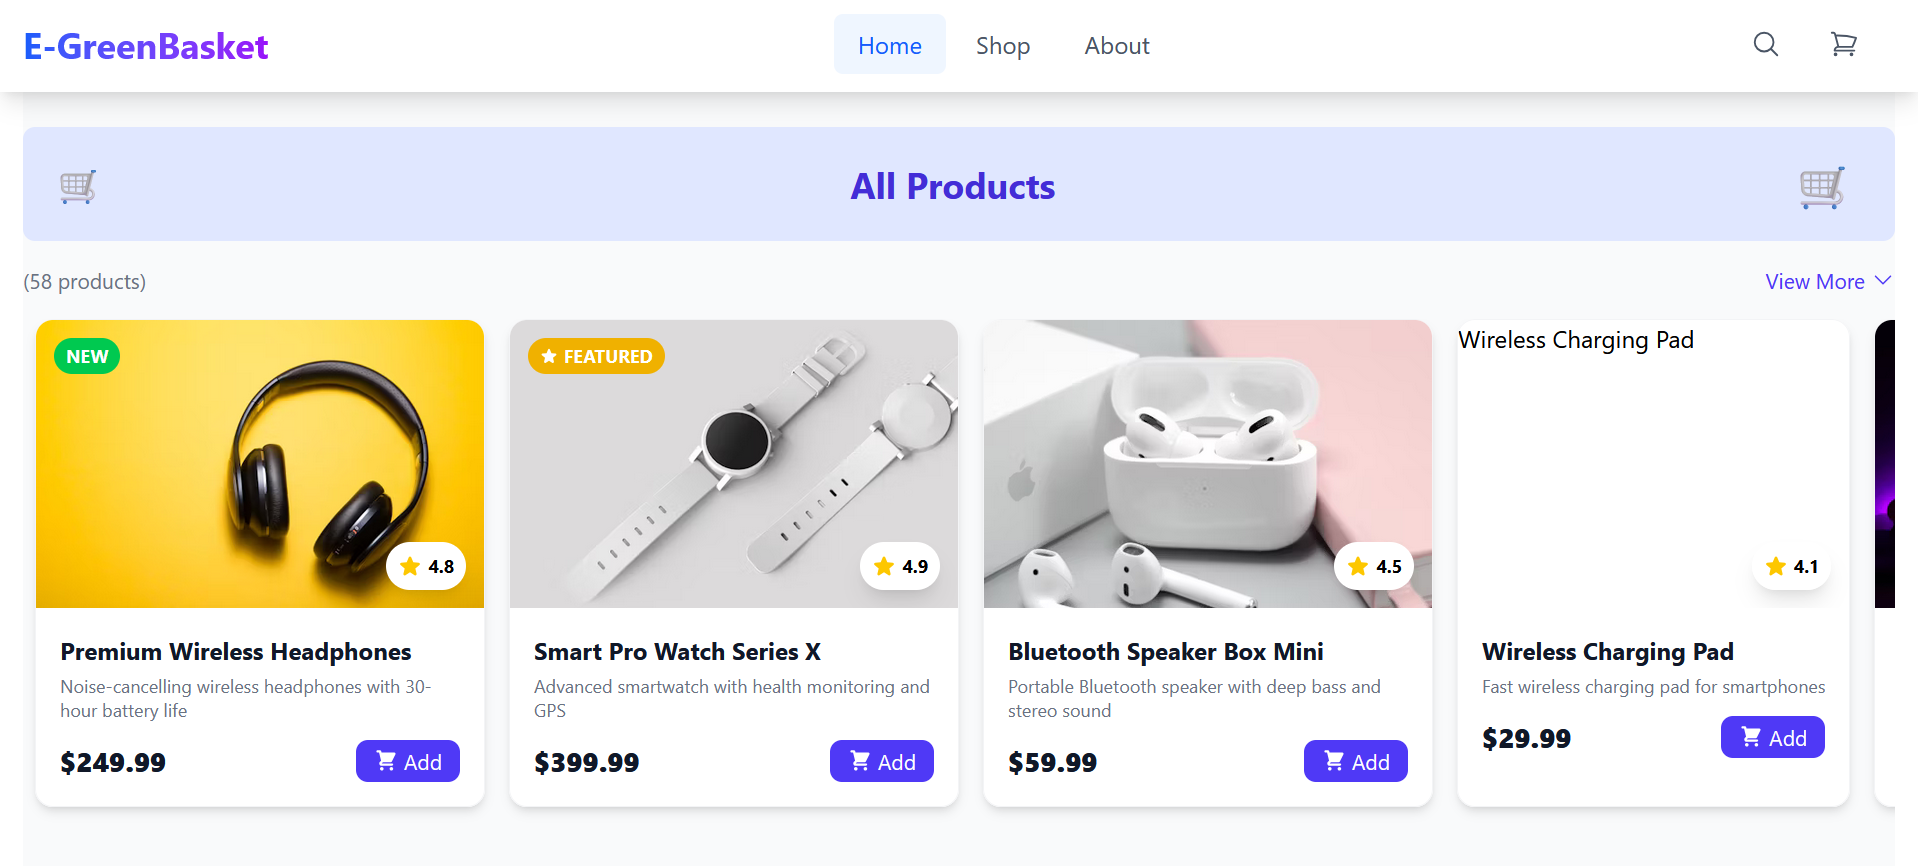 E-GreenBasket
Home
Shop
About
All Products
(58 products)
View More
NEW
4.8
Premium Wireless Headphones
Noise-cancelling wireless headphones with 30-
hour battery life
$249.99
Add
FEATURED
4.9
Smart Pro Watch Series X
Advanced smartwatch with health monitoring and
GPS
$399.99
Add
4.5
Bluetooth Speaker Box Mini
Portable Bluetooth speaker with deep bass and
stereo sound
$59.99
Add
Wireless Charging Pad
4.1
Wireless Charging Pad
Fast wireless charging pad for smartphones
$29.99
Add